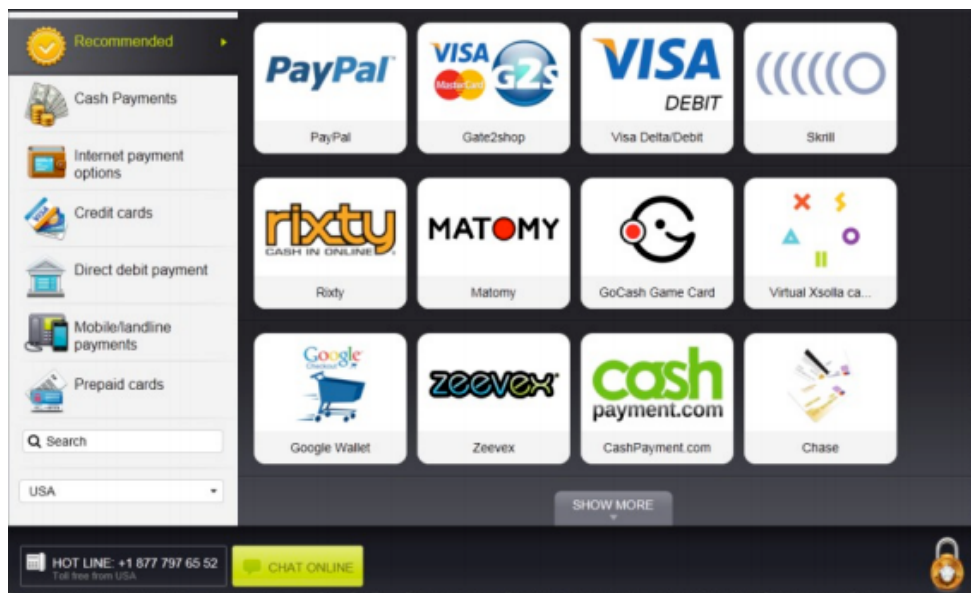 Recommended
Cash Payments
Internet payment
options
Credit cards
Direct debit payment
Mobile/landline
payments
Prepaid cards
Search
USA
PayPal
PayPal
VISA
MasterCard
G2S
Gate2shop
VISA
DEBIT
Visa Delta/Debit
Skrill
rixty
CASH IN ONLINE
Rixty
MATOMY
Matomy
GoCash Game Card
Virtual Xsolla ca...
Google
Checkout
Google Wallet
zeevex
Zeevex
cash
payment.com
CashPayment.com
Chase
SHOW MORE
HOT LINE: +1 877 797 65 52
Toll free from USA
CHAT ONLINE